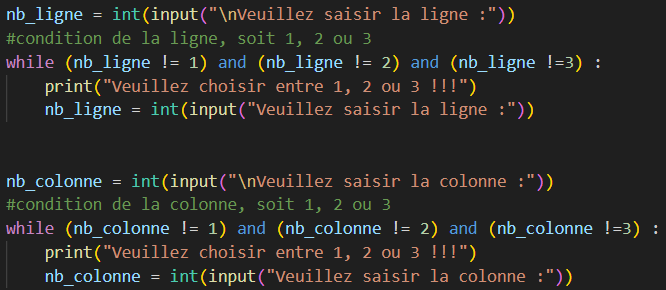 nb_ligne = int(input("\nVeuillez saisir la ligne :"))
#condition de la ligne, soit 1, 2 ou 3
while (nb_ligne != 1) and (nb_ligne != 2) and (nb_ligne !=3) :
    print("Veuillez choisir entre 1, 2 ou 3 !!!")
    nb_ligne = int(input("Veuillez saisir la ligne :"))
nb_colonne = int(input("\nVeuillez saisir la colonne :"))
#condition de la colonne, soit 1, 2 ou 3
while (nb_colonne != 1) and (nb_colonne != 2) and (nb_colonne !=3) :
    print("Veuillez choisir entre 1, 2 ou 3 !!!")
    nb_colonne = int(input("Veuillez saisir la colonne :"))